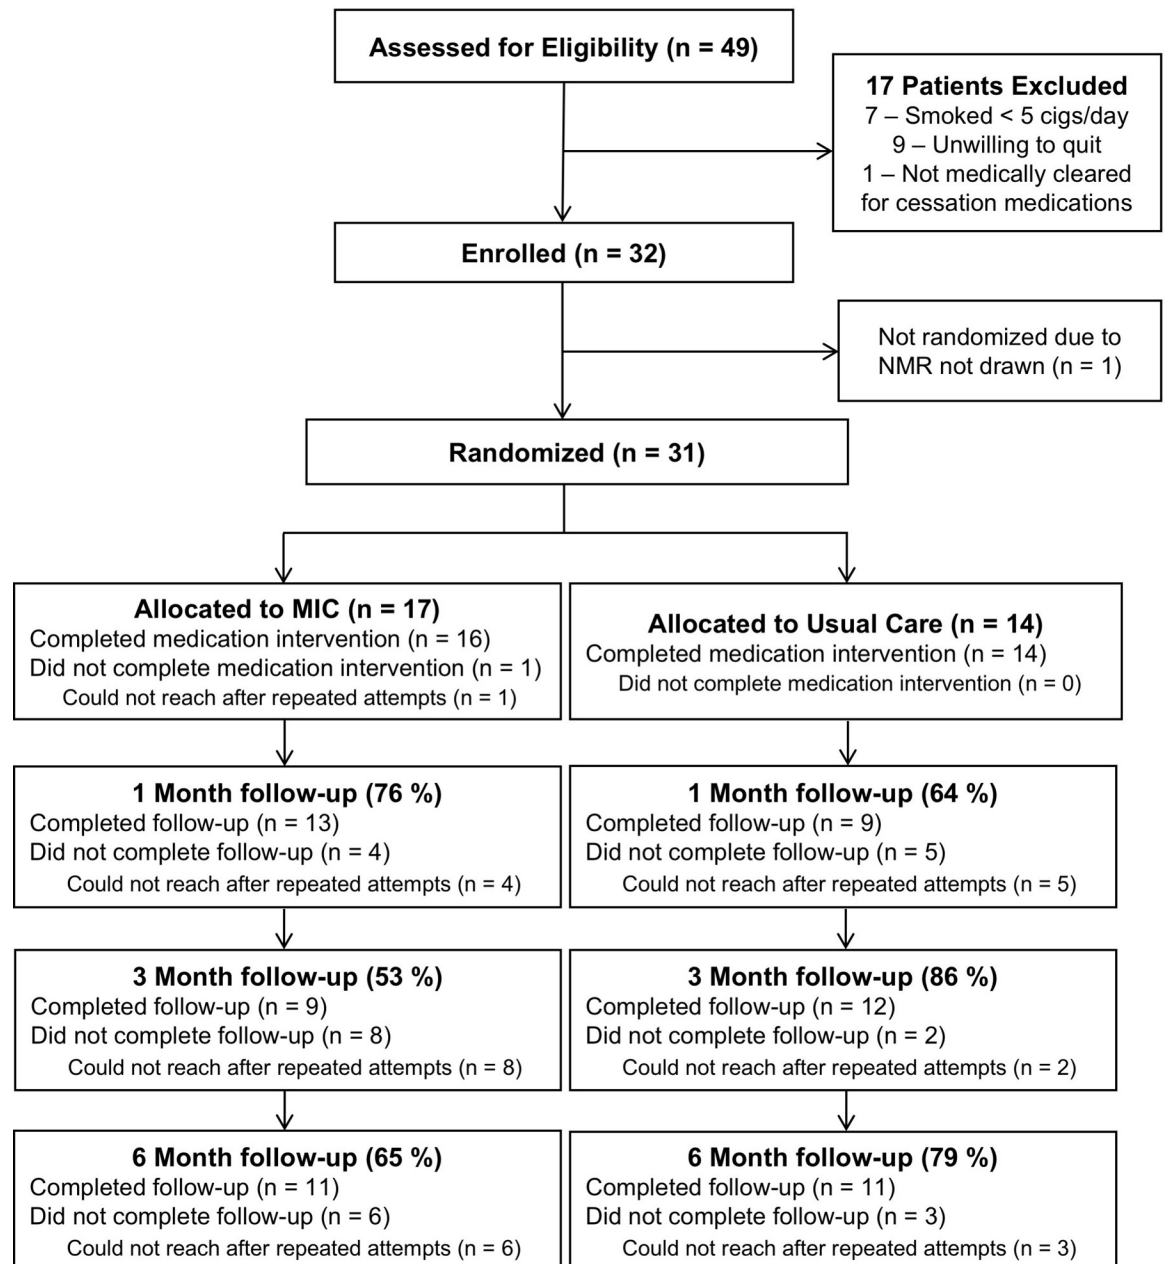 Assessed for Eligibility (n = 49)
17 Patients Excluded
7 – Smoked < 5 cigs/day
9 – Unwilling to quit
1 – Not medically cleared
for cessation medications
Enrolled (n = 32)
Not randomized due to
NMR not drawn (n = 1)
Randomized (n = 31)
Allocated to MIC (n = 17)
Completed medication intervention (n = 16)
Did not complete medication intervention (n = 1)
Could not reach after repeated attempts (n = 1)
Allocated to Usual Care (n = 14)
Completed medication intervention (n = 14)
Did not complete medication intervention (n = 0)
1 Month follow-up (76 %)
Completed follow-up (n = 13)
Did not complete follow-up (n = 4)
Could not reach after repeated attempts (n = 4)
1 Month follow-up (64 %)
Completed follow-up (n = 9)
Did not complete follow-up (n = 5)
Could not reach after repeated attempts (n = 5)
3 Month follow-up (53 %)
Completed follow-up (n = 9)
Did not complete follow-up (n = 8)
Could not reach after repeated attempts (n = 8)
3 Month follow-up (86 %)
Completed follow-up (n = 12)
Did not complete follow-up (n = 2)
Could not reach after repeated attempts (n = 2)
6 Month follow-up (65 %)
Completed follow-up (n = 11)
Did not complete follow-up (n = 6)
Could not reach after repeated attempts (n = 6)
6 Month follow-up (79 %)
Completed follow-up (n = 11)
Did not complete follow-up (n = 3)
Could not reach after repeated attempts (n = 3)